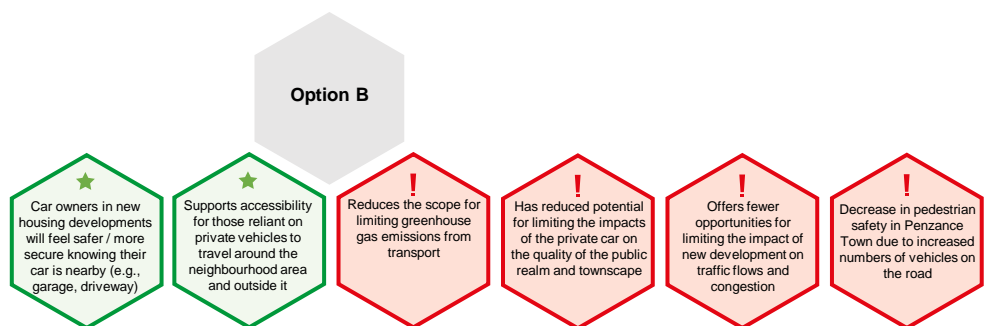 Option B
Car owners in new
housing developments
will feel safer / more
secure knowing their
car is nearby (e.g.,
garage, driveway)
Supports accessibility
for those reliant on
private vehicles to
travel around the
neighbourhood area
and outside it
!
Reduces the scope for
limiting greenhouse
gas emissions from
transport
!
Has reduced potential
for limiting the impacts
of the private car on
the quality of the public
realm and townscape
!
Offers fewer
opportunities for
limiting the impact of
new development on
traffic flows and
congestion
!
Decrease in pedestrian
safety in Penzance
Town due to increased
numbers of vehicles on
the road